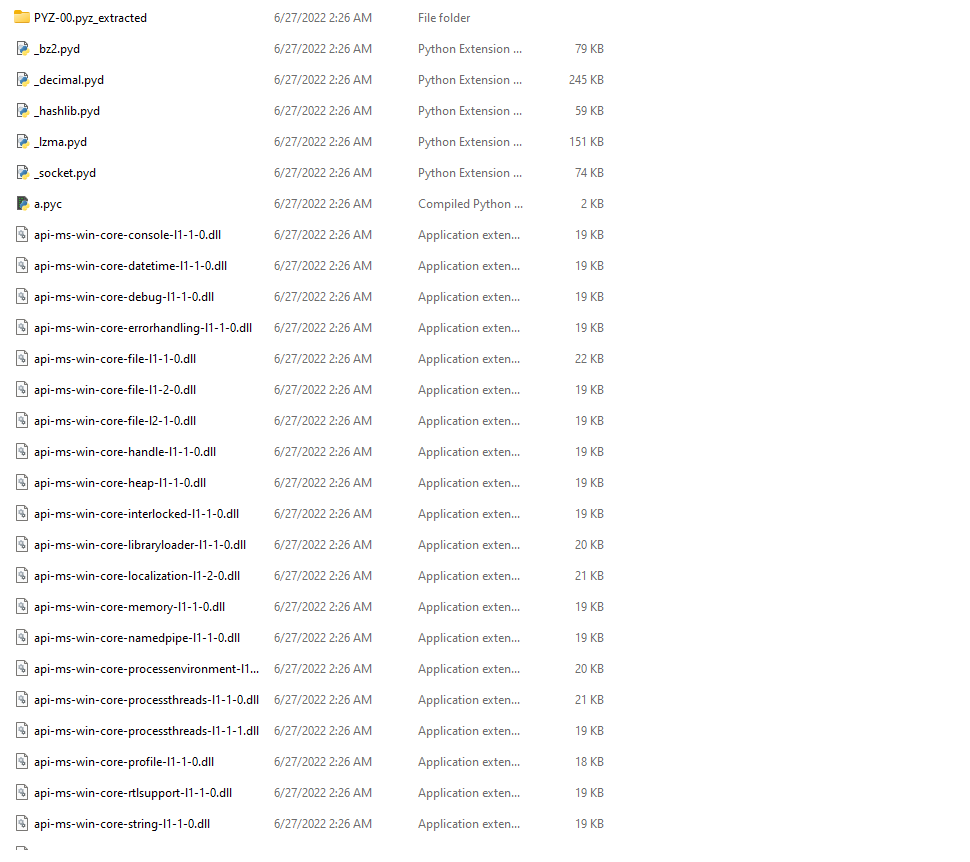 PYZ-00.pyz_extracted 6/27/2022 2:26 AM File folder
_bz2.pyd 6/27/2022 2:26 AM Python Extension ... 79 KB
_decimal.pyd 6/27/2022 2:26 AM Python Extension ... 245 KB
_hashlib.pyd 6/27/2022 2:26 AM Python Extension ... 59 KB
_lzma.pyd 6/27/2022 2:26 AM Python Extension ... 151 KB
_socket.pyd 6/27/2022 2:26 AM Python Extension ... 74 KB
a.pyc 6/27/2022 2:26 AM Compiled Python ... 2 KB
api-ms-win-core-console-l1-1-0.dll 6/27/2022 2:26 AM Application exten... 19 KB
api-ms-win-core-datetime-l1-1-0.dll 6/27/2022 2:26 AM Application exten... 19 KB
api-ms-win-core-debug-l1-1-0.dll 6/27/2022 2:26 AM Application exten... 19 KB
api-ms-win-core-errorhandling-l1-1-0.dll 6/27/2022 2:26 AM Application exten... 19 KB
api-ms-win-core-file-l1-1-0.dll 6/27/2022 2:26 AM Application exten... 22 KB
api-ms-win-core-file-l1-2-0.dll 6/27/2022 2:26 AM Application exten... 19 KB
api-ms-win-core-file-l2-1-0.dll 6/27/2022 2:26 AM Application exten... 19 KB
api-ms-win-core-handle-l1-1-0.dll 6/27/2022 2:26 AM Application exten... 19 KB
api-ms-win-core-heap-l1-1-0.dll 6/27/2022 2:26 AM Application exten... 19 KB
api-ms-win-core-interlocked-l1-1-0.dll 6/27/2022 2:26 AM Application exten... 19 KB
api-ms-win-core-libraryloader-l1-1-0.dll 6/27/2022 2:26 AM Application exten... 20 KB
api-ms-win-core-localization-l1-2-0.dll 6/27/2022 2:26 AM Application exten... 21 KB
api-ms-win-core-memory-l1-1-0.dll 6/27/2022 2:26 AM Application exten... 19 KB
api-ms-win-core-namedpipe-l1-1-0.dll 6/27/2022 2:26 AM Application exten... 19 KB
api-ms-win-core-processenvironment-l1... 6/27/2022 2:26 AM Application exten... 20 KB
api-ms-win-core-processthreads-l1-1-0.dll 6/27/2022 2:26 AM Application exten... 21 KB
api-ms-win-core-processthreads-l1-1-1.dll 6/27/2022 2:26 AM Application exten... 19 KB
api-ms-win-core-profile-l1-1-0.dll 6/27/2022 2:26 AM Application exten... 18 KB
api-ms-win-core-rtlsupport-l1-1-0.dll 6/27/2022 2:26 AM Application exten... 19 KB
api-ms-win-core-string-l1-1-0.dll 6/27/2022 2:26 AM Application exten... 19 KB